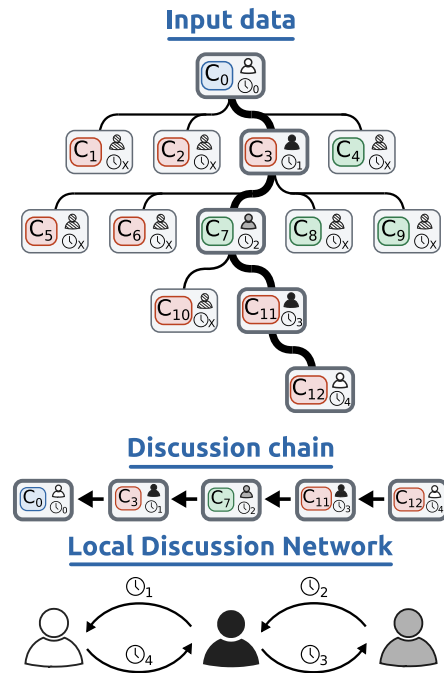 Input data
C0 0
C1 X C2 X C3 1 C4 X
C5 X C6 X C7 2 C8 X C9 X
C10 X C11 3
C12 4
Discussion chain
C0 0 C3 1 C7 2 C11 3 C12 4
Local Discussion Network
1 2
4 3